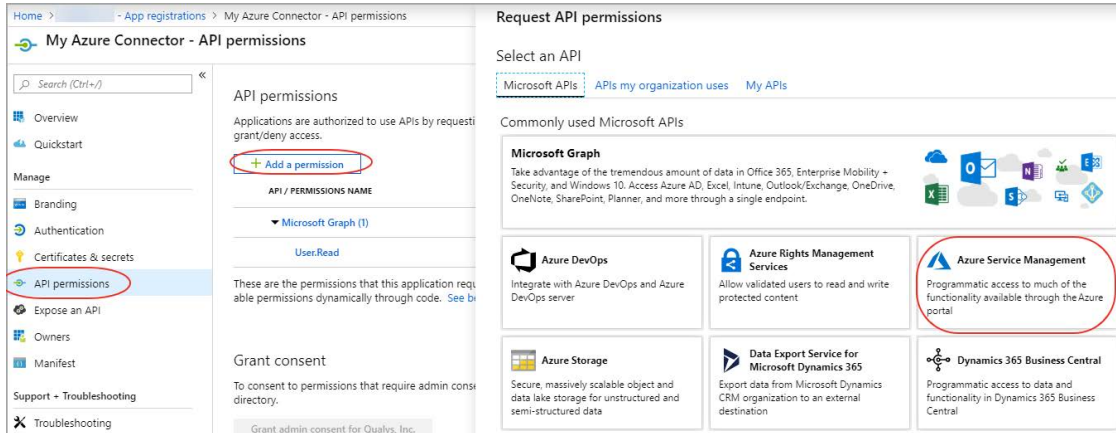 Home > - App registrations > My Azure Connector - API permissions
My Azure Connector - API permissions
Search (Ctrl+/)
«
Overview
Quickstart
Manage
Branding
Authentication
Certificates & secrets
API permissions
Expose an API
Owners
Manifest
Support + Troubleshooting
Troubleshooting
API permissions
Applications are authorized to use APIs by requesti
grant/deny access.
+ Add a permission
API / PERMISSIONS NAME
Microsoft Graph (1)
User.Read
These are the permissions that this application requ
able permissions dynamically through code. See be
Grant consent
To consent to permissions that require admin conse
directory.
Grant admin consent for Qualys, Inc.
Request API permissions
Select an API
Microsoft APIs APIs my organization uses My APIs
Commonly used Microsoft APIs
Microsoft Graph
Take advantage of the tremendous amount of data in Office 365, Enterprise Mobility +
Security, and Windows 10. Access Azure AD, Excel, Intune, Outlook/Exchange, OneDrive,
OneNote, SharePoint, Planner, and more through a single endpoint.
Azure DevOps
Integrate with Azure DevOps and Azure
DevOps server
Azure Rights Management
Services
Allow validated users to read and write
protected content
Azure Service Management
Programmatic access to much of the
functionality available through the Azure
portal
Azure Storage
Secure, massively scalable object and
data lake storage for unstructured and
semi-structured data
Data Export Service for
Microsoft Dynamics 365
Export data from Microsoft Dynamics
CRM organization to an external
destination
Dynamics 365 Business Central
Programmatic access to data and
functionality in Dynamics 365 Business
Central